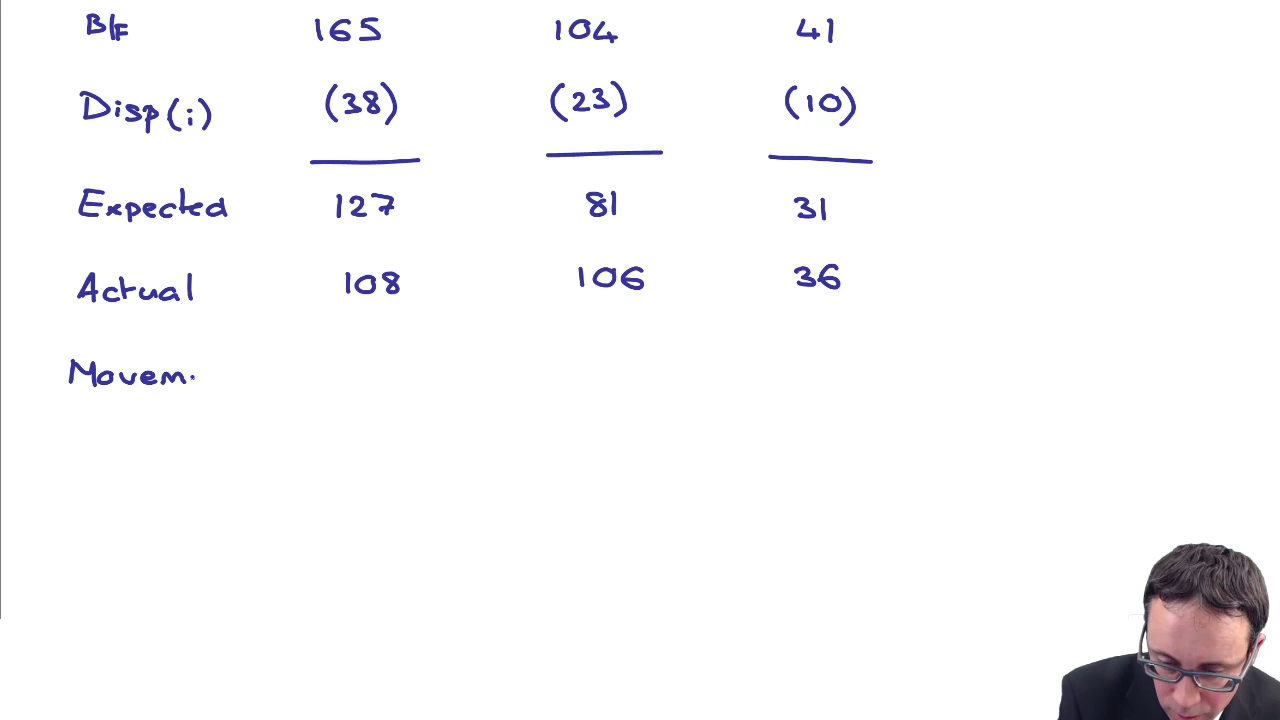 B/F 165 104 41
Disp(i) (38) (23) (10)
Expected 127 81 31
Actual 108 106 36
Movem.